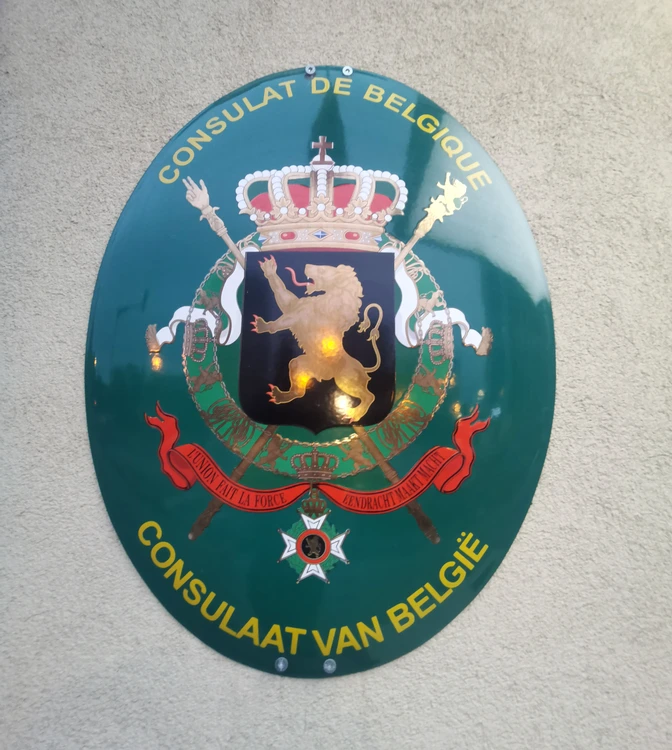 CONSULAT DE BELGIQUE
L'UNION FAIT LA FORCE
EENDRACHT MAAKT MACHT
CONSULAAT VAN BELGIË